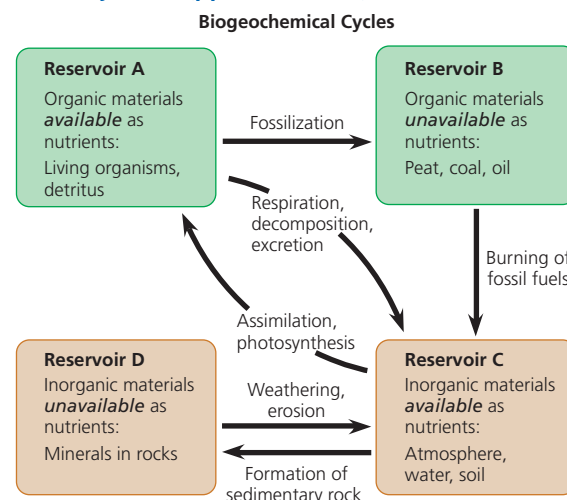 Biogeochemical Cycles
Reservoir A
Organic materials
available as
nutrients:
Living organisms,
detritus
Fossilization
Reservoir B
Organic materials
unavailable as
nutrients:
Peat, coal, oil
Respiration,
decomposition,
excretion
Burning of
fossil fuels
Assimilation,
photosynthesis
Reservoir D
Inorganic materials
unavailable as
nutrients:
Minerals in rocks
Weathering,
erosion
Formation of
sedimentary rock
Reservoir C
Inorganic materials
available as
nutrients:
Atmosphere,
water, soil